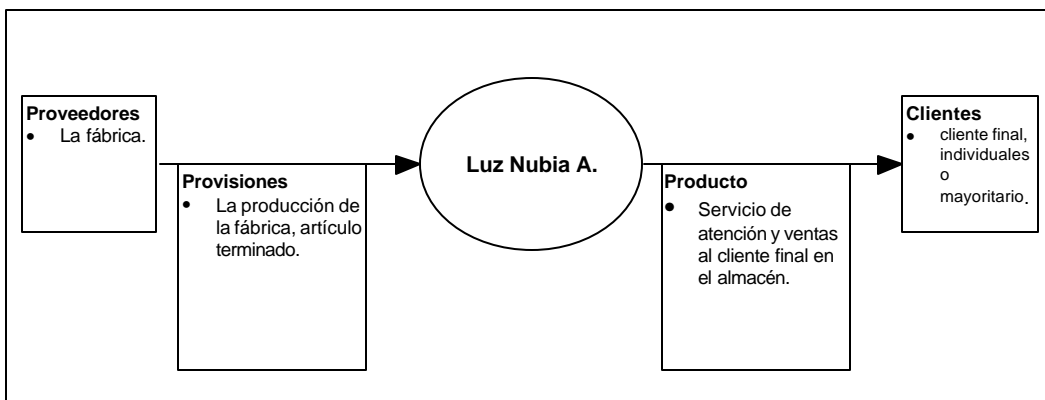 Proveedores
• La fábrica.
Provisiones
• La producción de
la fábrica, artículo
terminado.
Luz Nubia A.
Producto
• Servicio de
atención y ventas
al cliente final en
el almacén.
Clientes
• cliente final,
individuales
o
mayoritario.